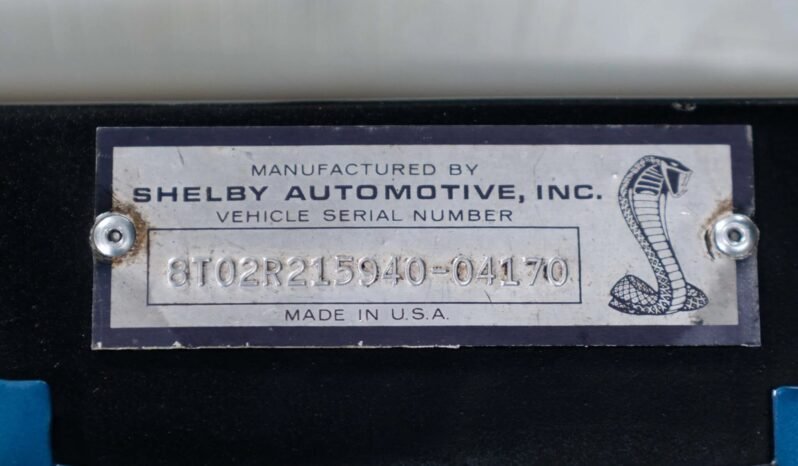 MANUFACTURED BY
SHELBY AUTOMOTIVE, INC.
VEHICLE SERIAL NUMBER
8T02R215940-04170
MADE IN U.S.A.